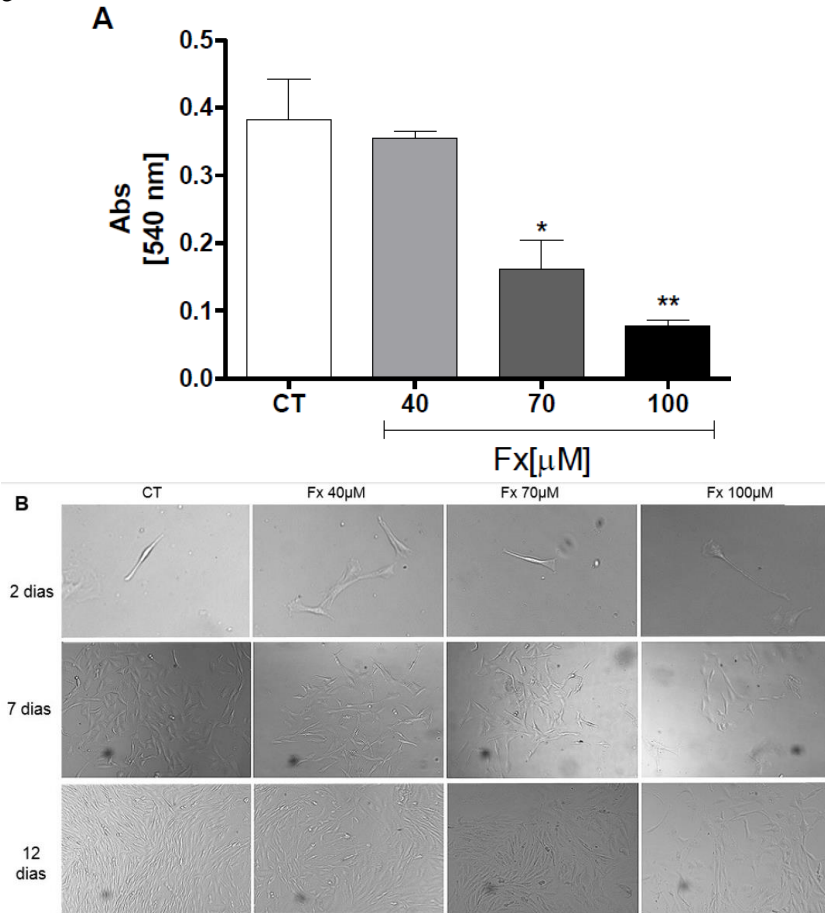 A
0.5
0.4
0.3
0.2
0.1
0.0
Abs
[540 nm]
*
**
CT 40 70 100
Fx[μM]
B
CT Fx 40μM Fx 70μM Fx 100μM
2 dias
7 dias
12
dias